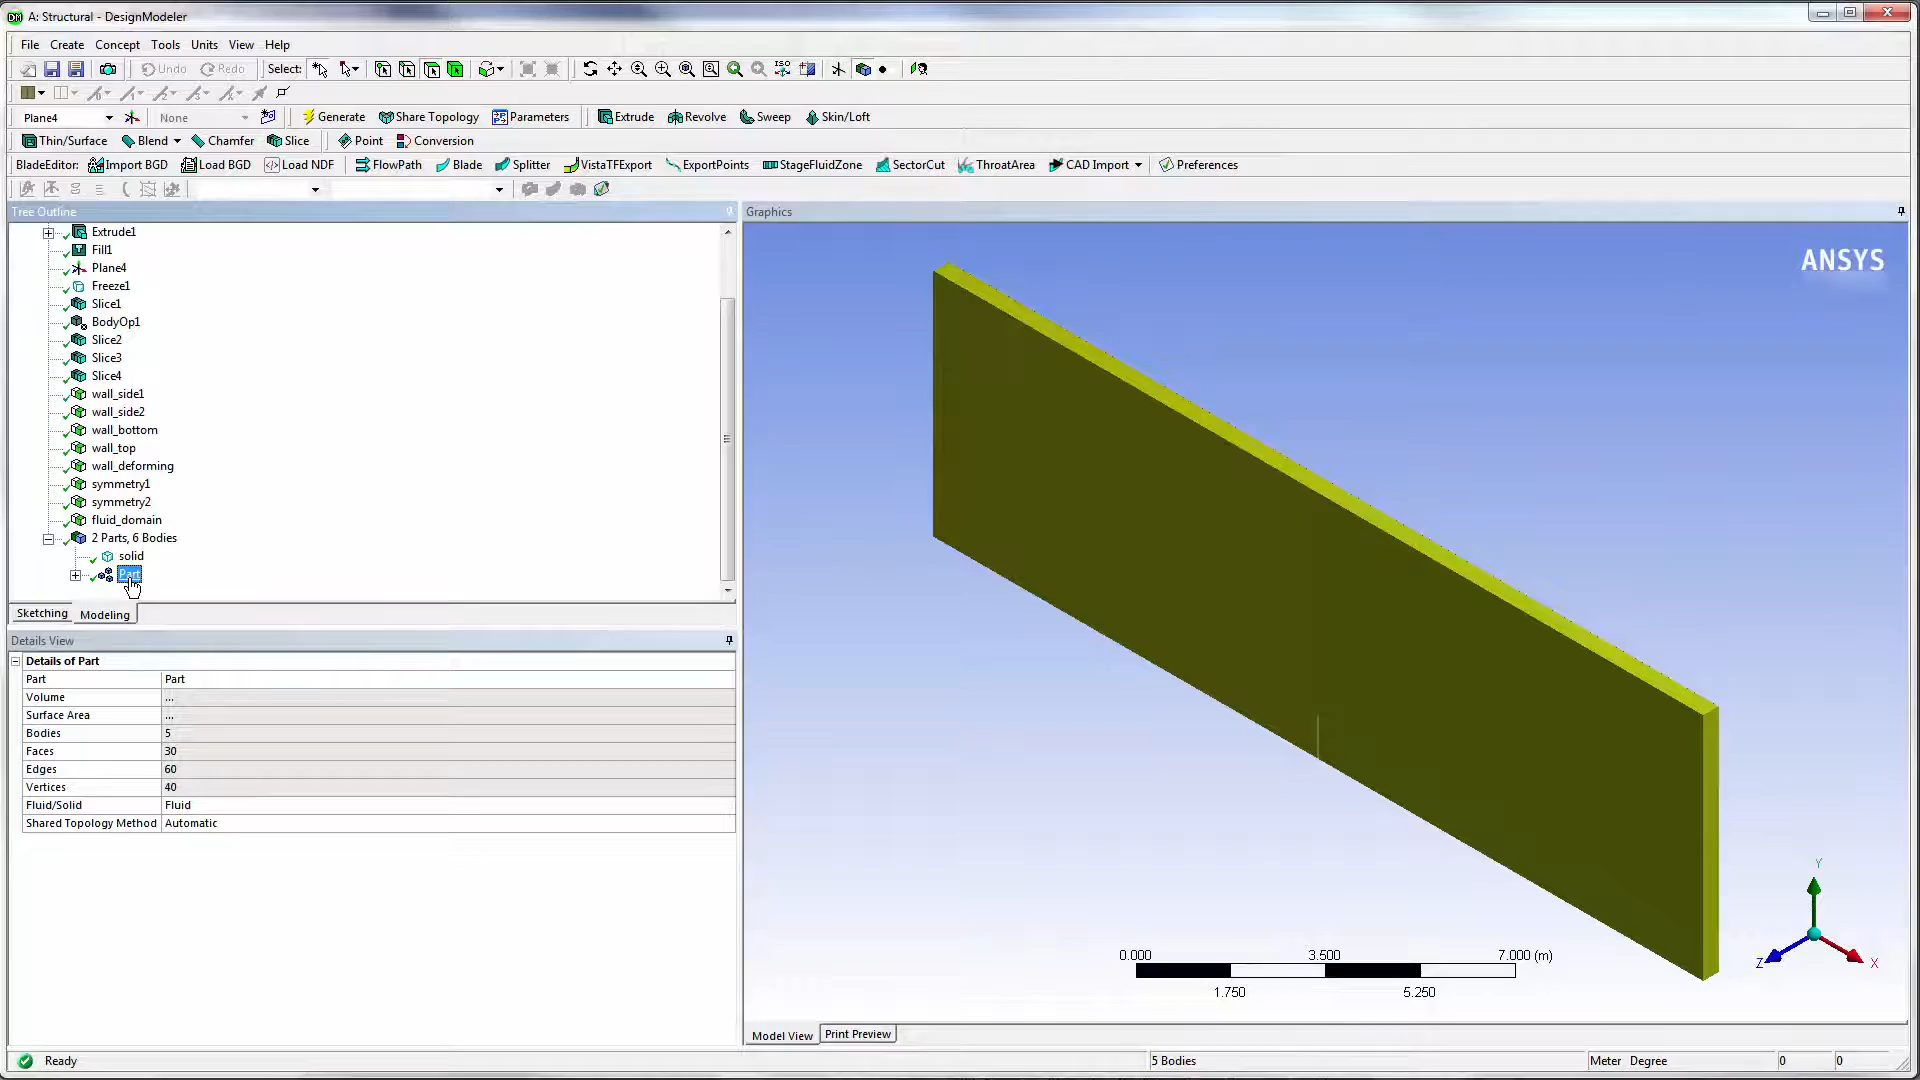 A: Structural - DesignModeler
File Create Concept Tools Units View Help
Undo Redo Select: ISO
Plane4 None Generate Share Topology Parameters Extrude Revolve Sweep Skin/Loft
Thin/Surface Blend Chamfer Slice Point Conversion
BladeEditor: Import BGD Load BGD Load NDF FlowPath Blade Splitter VistaTFExport ExportPoints StageFluidZone SectorCut ThroatArea CAD Import Preferences
Tree Outline
Extrude1
Fill1
Plane4
Freeze1
Slice1
BodyOp1
Slice2
Slice3
Slice4
wall_side1
wall_side2
wall_bottom
wall_top
wall_deforming
symmetry1
symmetry2
fluid_domain
2 Parts, 6 Bodies
solid
Part
Sketching Modeling
Details View
Details of Part
Part Part
Volume ...
Surface Area ...
Bodies 5
Faces 30
Edges 60
Vertices 40
Fluid/Solid Fluid
Shared Topology Method Automatic
Graphics
ANSYS
Y
Z
X
0.000 3.500 7.000 (m)
1.750 5.250
Model View Print Preview
Ready 5 Bodies Meter Degree 0 0